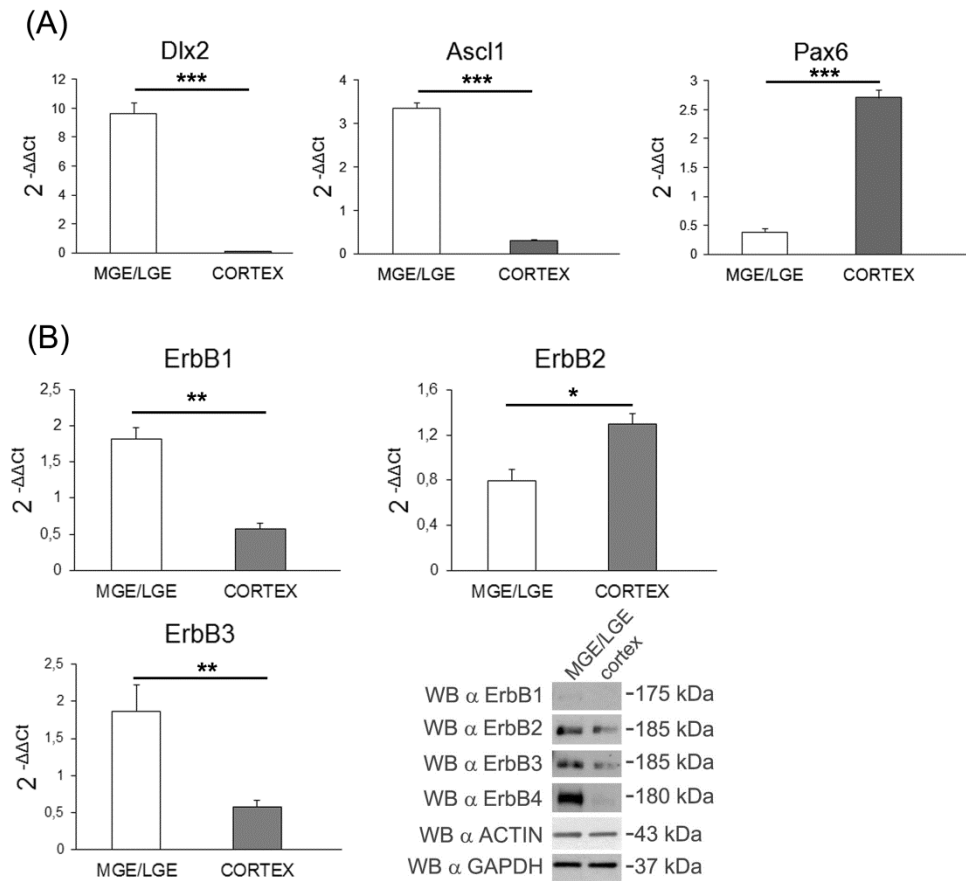 (A)
Dlx2
***
12
10
8
6
4
2
0
2 -ΔΔCt
MGE/LGE CORTEX
Ascl1
***
4
3
2
1
0
2 -ΔΔCt
MGE/LGE CORTEX
Pax6
***
3
2.5
2
1.5
1
0.5
0
2 -ΔΔCt
MGE/LGE CORTEX
(B)
ErbB1
**
2,5
2
1,5
1
0,5
0
2 -ΔΔCt
MGE/LGE CORTEX
ErbB2
*
1,6
1,2
0,8
0,4
0
2 -ΔΔCt
MGE/LGE CORTEX
ErbB3
**
2,5
2
1,5
1
0,5
0
2 -ΔΔCt
MGE/LGE CORTEX
MGE/LGE
cortex
WB α ErbB1 -175 kDa
WB α ErbB2 -185 kDa
WB α ErbB3 -185 kDa
WB α ErbB4 -180 kDa
WB α ACTIN -43 kDa
WB α GAPDH -37 kDa